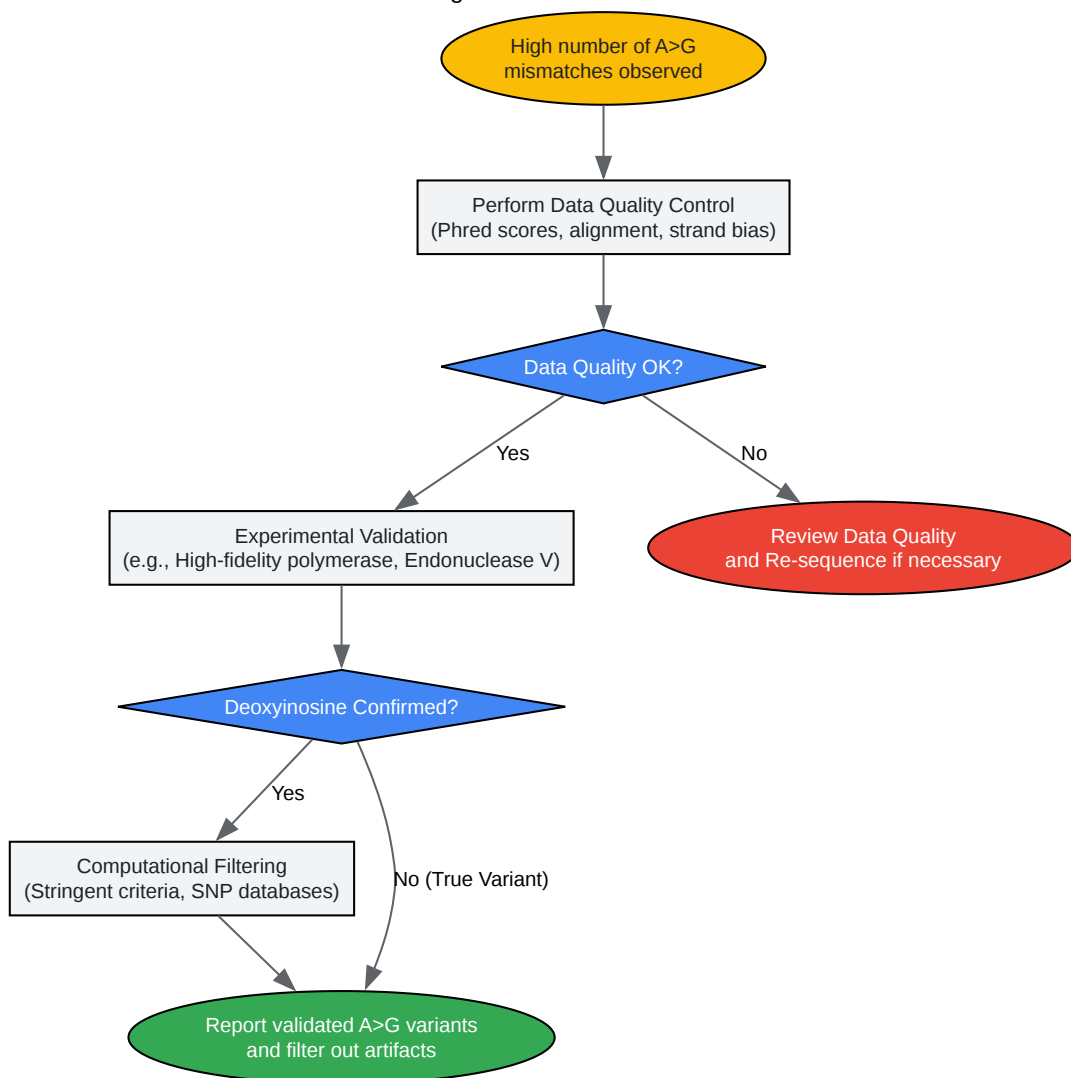 High number of A>G
mismatches observed
Perform Data Quality Control
(Phred scores, alignment, strand bias)
Data Quality OK?
Yes
No
Experimental Validation
(e.g., High-fidelity polymerase, Endonuclease V)
Review Data Quality
and Re-sequence if necessary
Deoxyinosine Confirmed?
Yes
Computational Filtering
(Stringent criteria, SNP databases)
No (True Variant)
Report validated A>G variants
and filter out artifacts